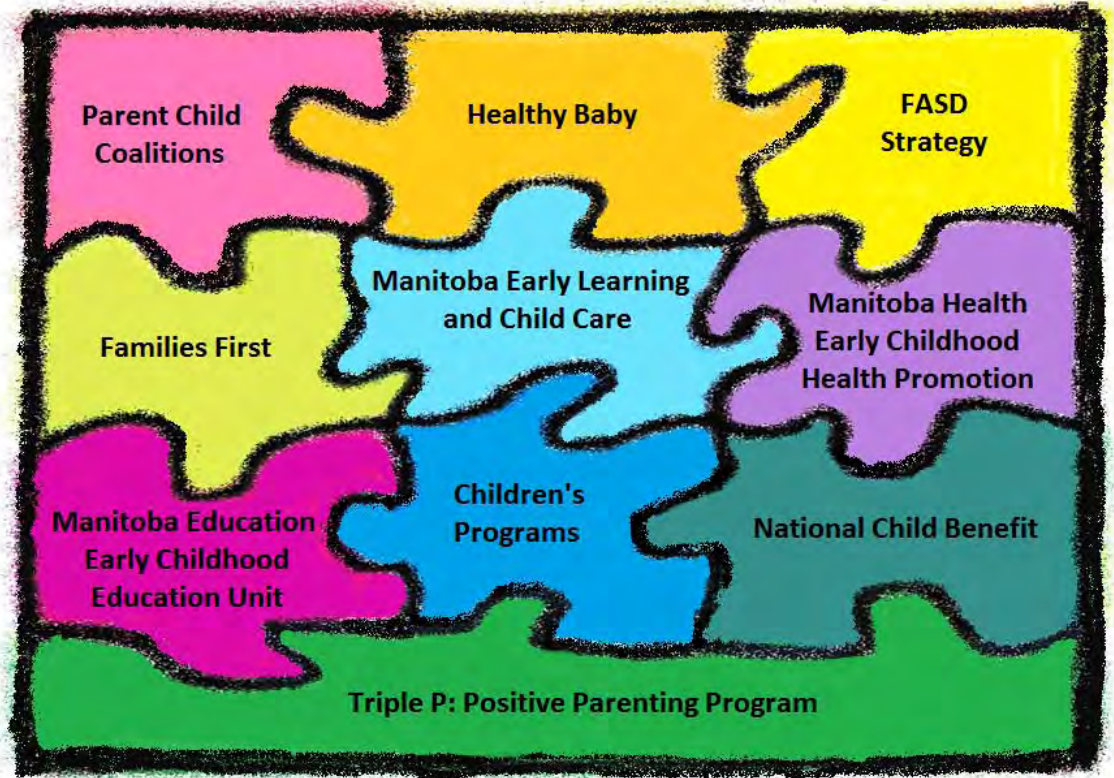 Parent Child
Coalitions
Healthy Baby
FASD
Strategy
Families First
Manitoba Early Learning
and Child Care
Manitoba Health
Early Childhood
Health Promotion
Manitoba Education
Early Childhood
Education Unit
Children's
Programs
National Child Benefit
Triple P: Positive Parenting Program